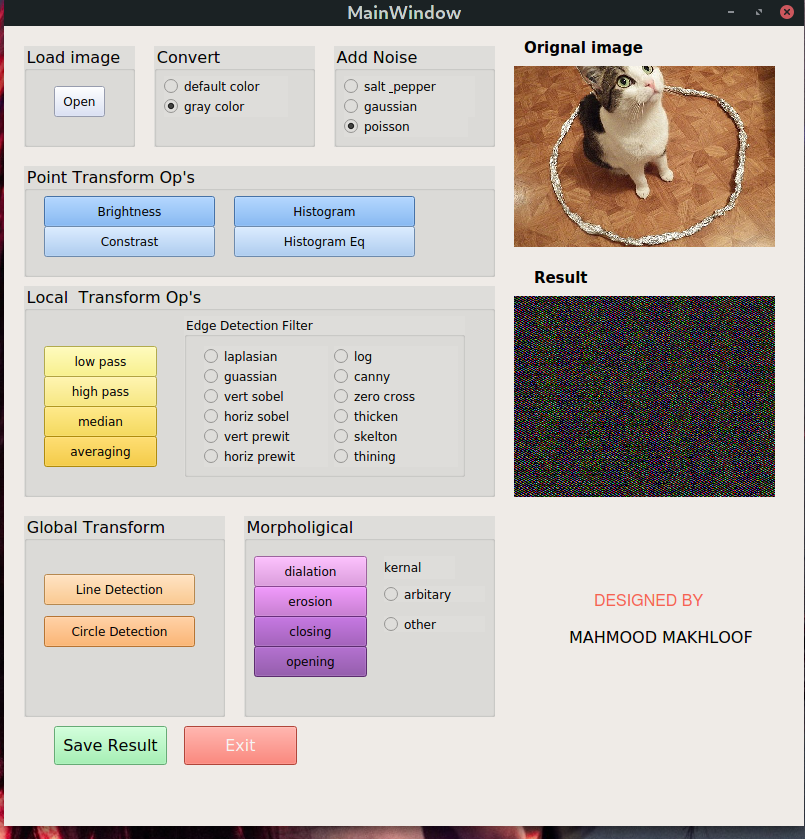 MainWindow
Load image
Open
Convert
default color
gray color
Add Noise
salt _pepper
gaussian
poisson
Orignal image
Point Transform Op's
Brightness
Histogram
Constrast
Histogram Eq
Result
Local  Transform Op's
low pass
high pass
median
averaging
Edge Detection Filter
laplasian
guassian
vert sobel
horiz sobel
vert prewit
horiz prewit
log
canny
zero cross
thicken
skelton
thining
Global Transform
Line Detection
Circle Detection
Morpholigical
dialation
erosion
closing
opening
kernal
arbitary
other
DESIGNED BY
MAHMOOD MAKHLOOF
Save Result
Exit